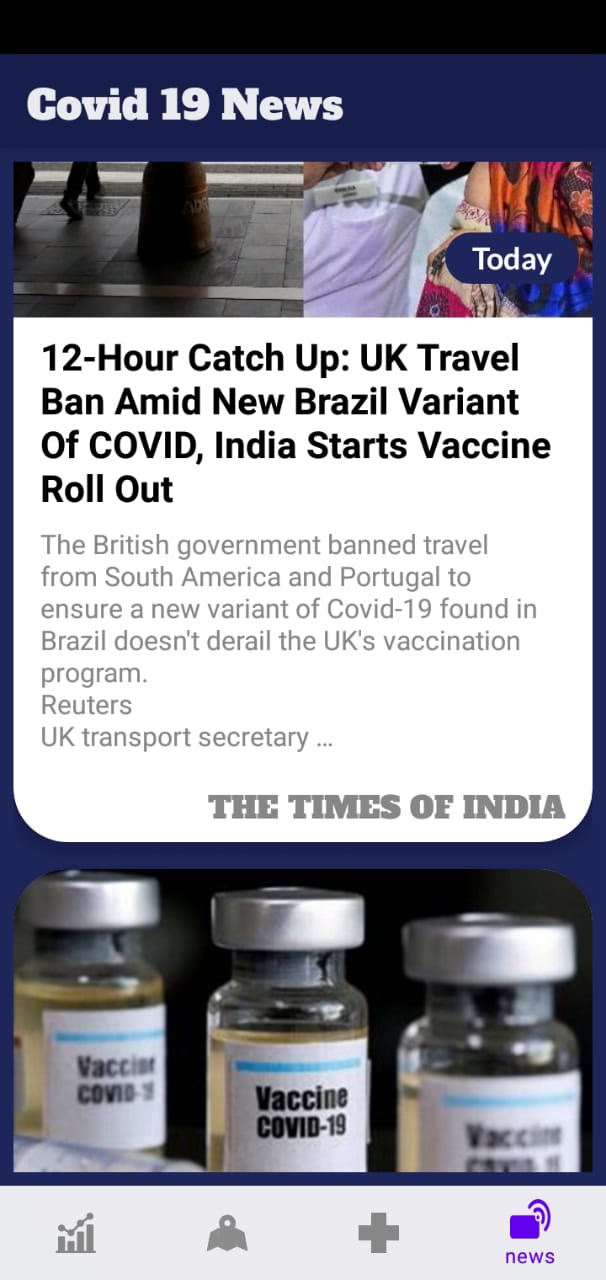 Covid 19 News
Today
12-Hour Catch Up: UK Travel
Ban Amid New Brazil Variant
Of COVID, India Starts Vaccine
Roll Out
The British government banned travel
from South America and Portugal to
ensure a new variant of Covid-19 found in
Brazil doesn't derail the UK's vaccination
program.
Reuters
UK transport secretary ...
THE TIMES OF INDIA
Vaccine
COVID-19
Vaccine
COVID-19
Vaccine
news